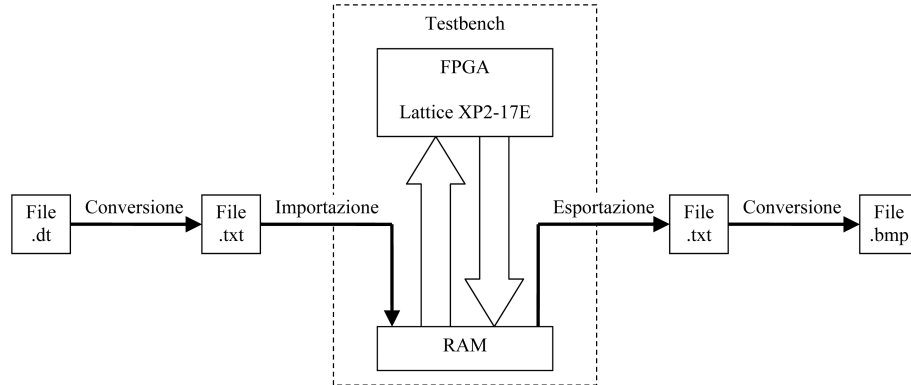 Testbench
FPGA
Lattice XP2-17E
File
.dt
Conversione
File
.txt
Importazione
Esportazione
File
.txt
Conversione
File
.bmp
RAM